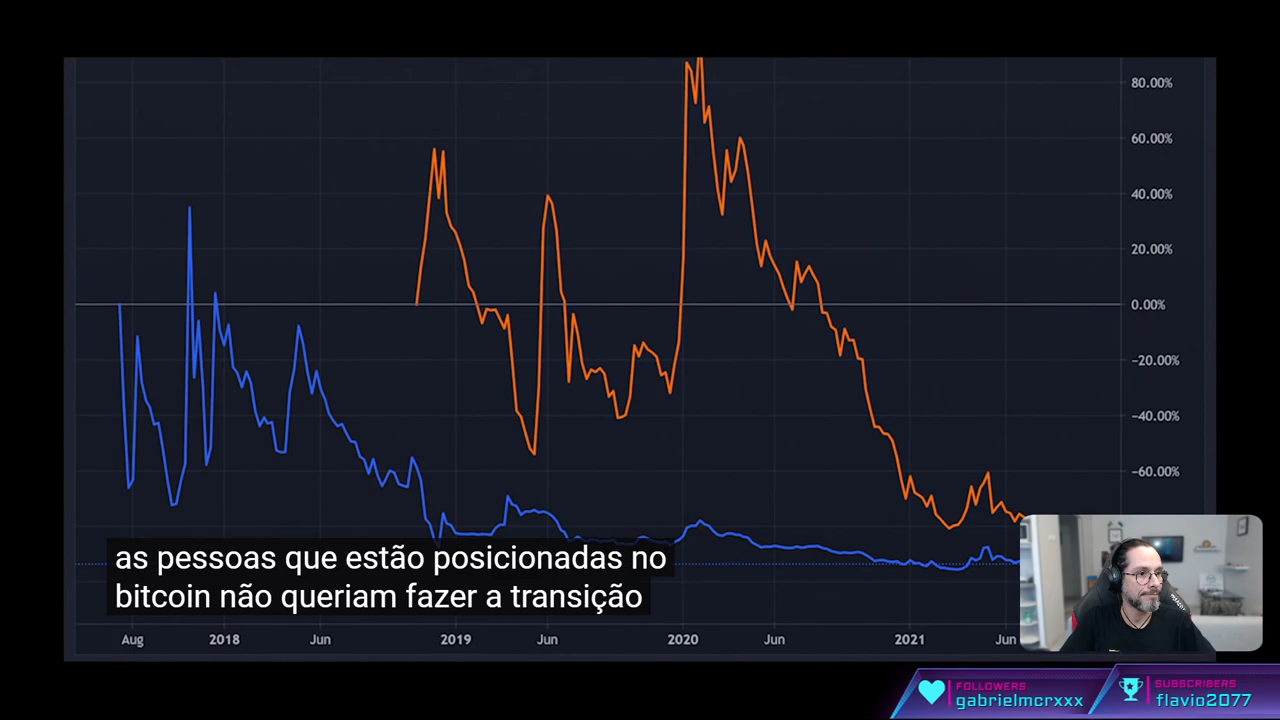 80.00%
60.00%
40.00%
20.00%
0.00%
−20.00%
−40.00%
−60.00%
as pessoas que estão posicionadas no
bitcoin não queriam fazer a transição
Aug 2018 Jun 2019 Jun 2020 Jun 2021 Jun
FOLLOWERS
gabrielmcrxxx
SUBSCRIBERS
flavio2077